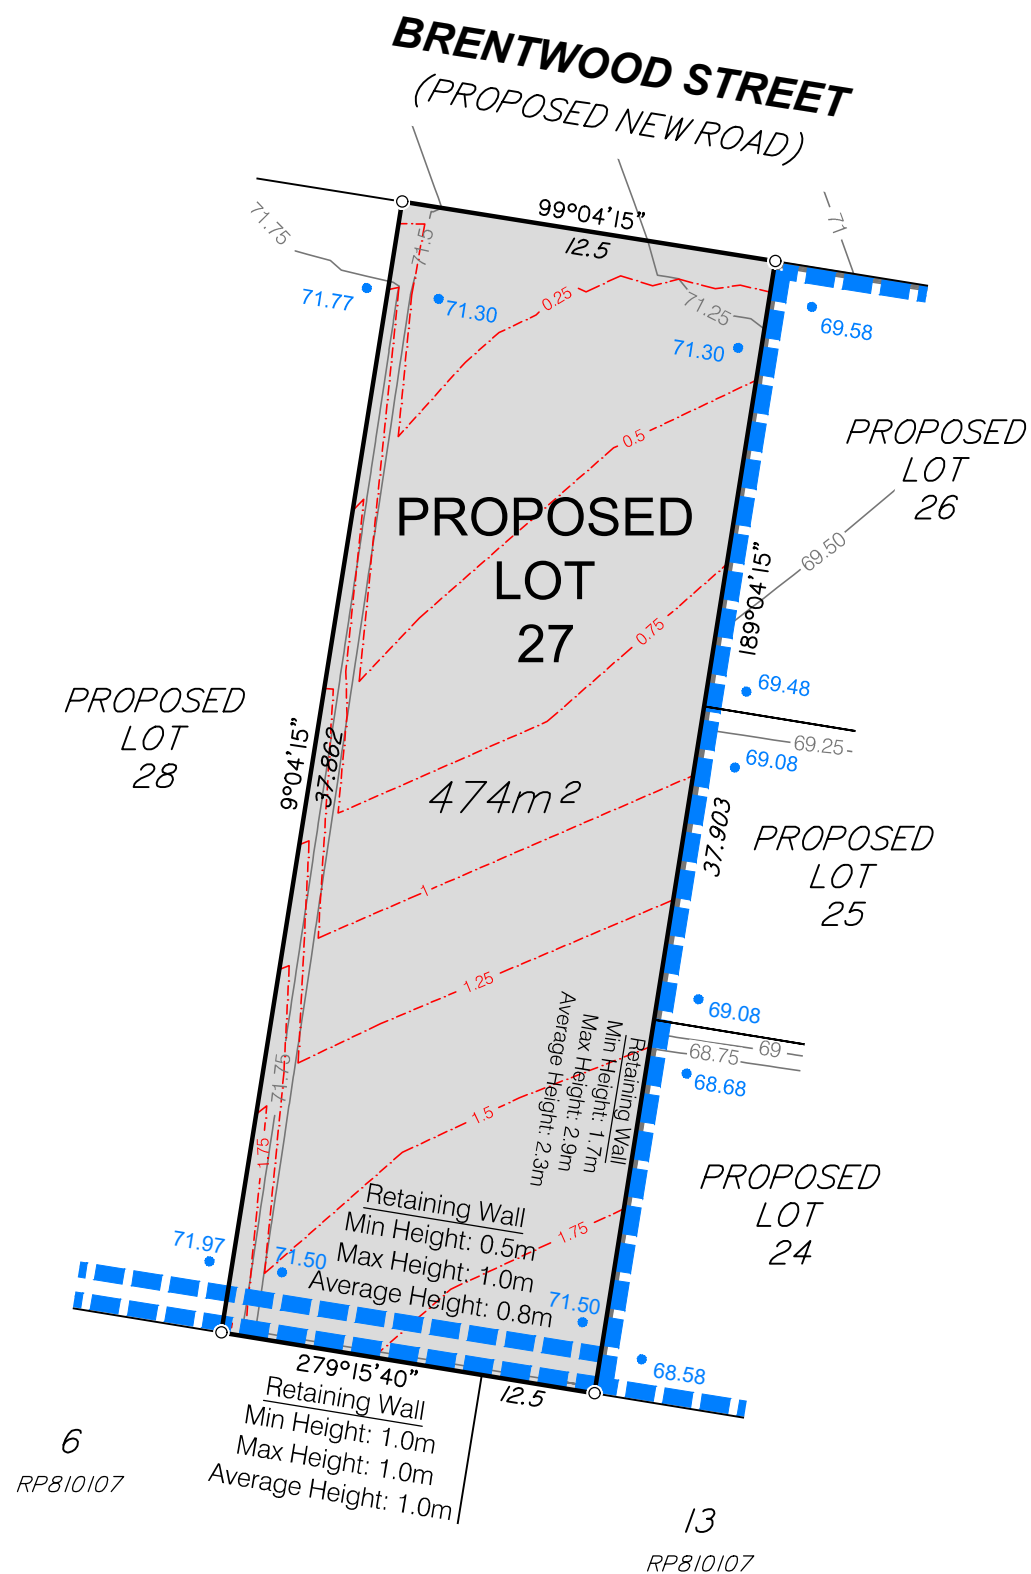 BRENTWOOD STREET
(PROPOSED NEW ROAD)
99°04'15"
12.5
71.75
71.5
71
71.77
71.30
0.25
71.25
71.30
69.58
0.5
PROPOSED
LOT
26
69.50
PROPOSED
LOT
27
189°04'15"
0.75
69.48
PROPOSED
LOT
28
9°04'15"
37.862
474m²
69.25
69.08
37.903
PROPOSED
LOT
25
1
1.25
69.08
69
68.75
68.68
Retaining Wall
Min Height: 1.7m
Max Height: 2.9m
Average Height: 2.3m
71.75
1.5
1.75
PROPOSED
LOT
24
Retaining Wall
Min Height: 0.5m
Max Height: 1.0m
Average Height: 0.8m
1.75
71.97
71.50
71.50
68.58
279°15'40"
12.5
Retaining Wall
Min Height: 1.0m
Max Height: 1.0m
Average Height: 1.0m
6
RP810107
13
RP810107